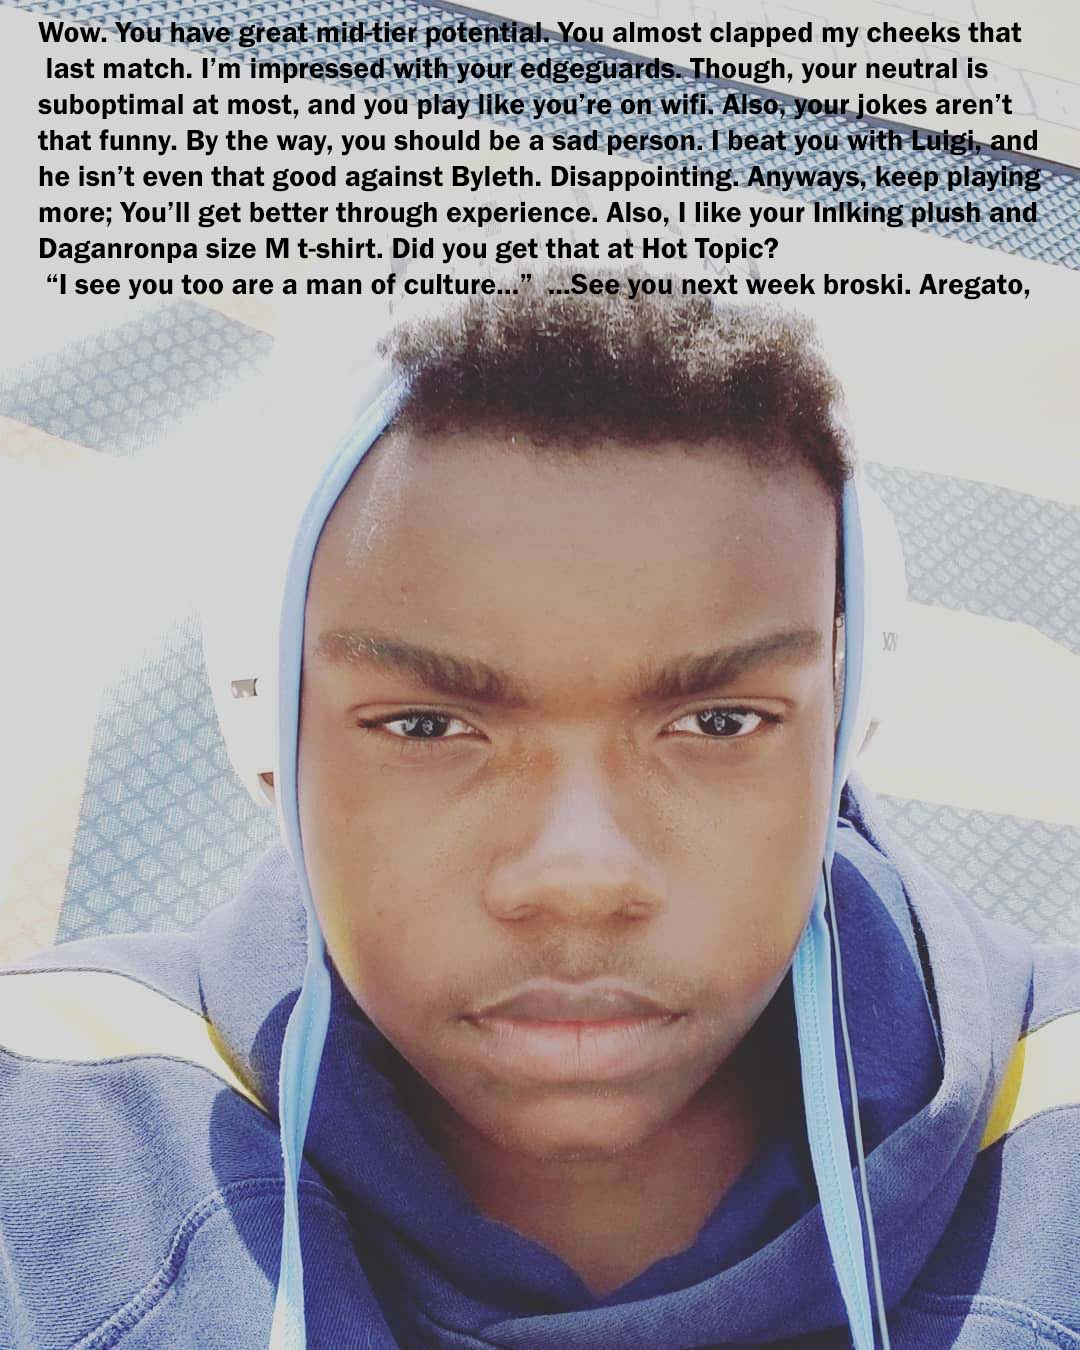 Wow. You have great mid-tier potential. You almost clapped my cheeks that
last match. I’m impressed with your edgeguards. Though, your neutral is
suboptimal at most, and you play like you’re on wifi. Also, your jokes aren’t
that funny. By the way, you should be a sad person. I beat you with Luigi, and
he isn’t even that good against Byleth. Disappointing. Anyways, keep playing
more; You’ll get better through experience. Also, I like your Inlking plush and
Daganronpa size M t-shirt. Did you get that at Hot Topic?
“I see you too are a man of culture...” ...See you next week broski. Aregato,